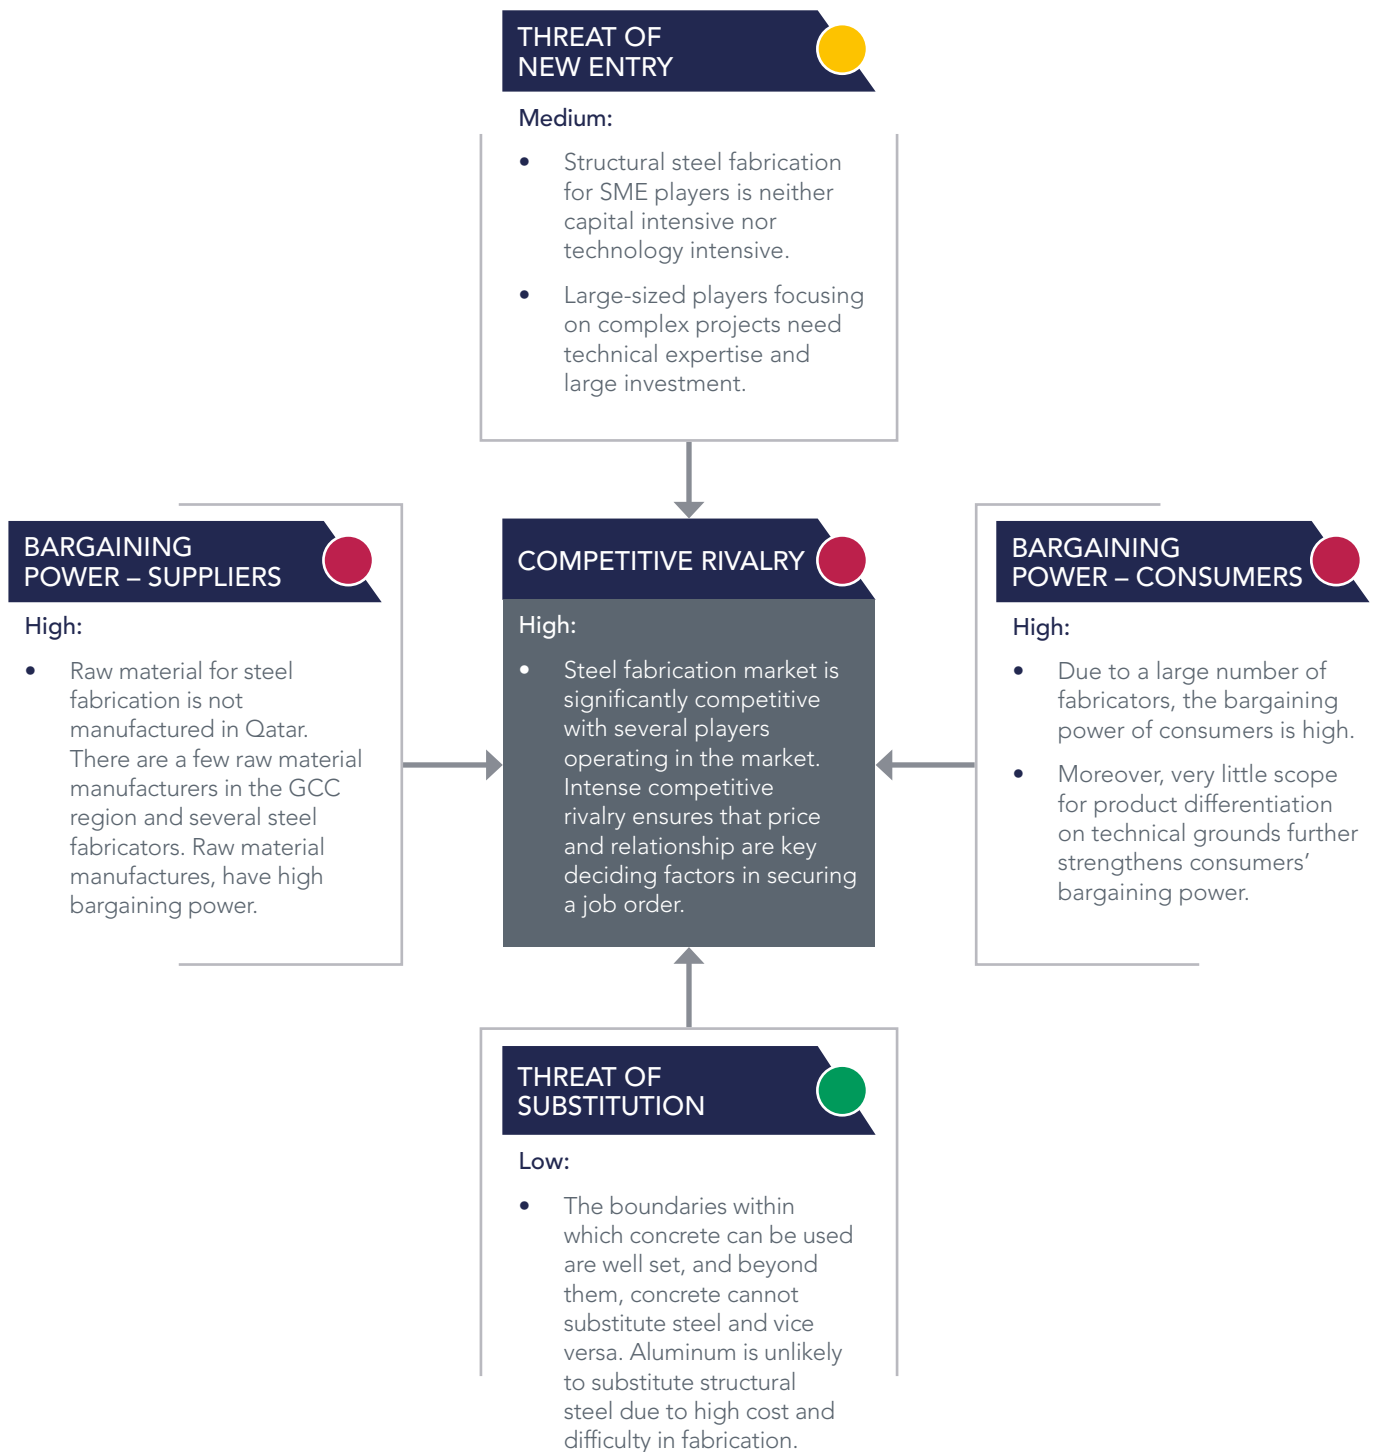 THREAT OF
NEW ENTRY
Medium:
• Structural steel fabrication
for SME players is neither
capital intensive nor
technology intensive.
• Large-sized players focusing
on complex projects need
technical expertise and
large investment.
BARGAINING
POWER – SUPPLIERS
High:
• Raw material for steel
fabrication is not
manufactured in Qatar.
There are a few raw material
manufacturers in the GCC
region and several steel
fabricators. Raw material
manufactures, have high
bargaining power.
COMPETITIVE RIVALRY
High:
• Steel fabrication market is
significantly competitive
with several players
operating in the market.
Intense competitive
rivalry ensures that price
and relationship are key
deciding factors in securing
a job order.
BARGAINING
POWER – CONSUMERS
High:
• Due to a large number of
fabricators, the bargaining
power of consumers is high.
• Moreover, very little scope
for product differentiation
on technical grounds further
strengthens consumers’
bargaining power.
THREAT OF
SUBSTITUTION
Low:
• The boundaries within
which concrete can be used
are well set, and beyond
them, concrete cannot
substitute steel and vice
versa. Aluminum is unlikely
to substitute structural
steel due to high cost and
difficulty in fabrication.